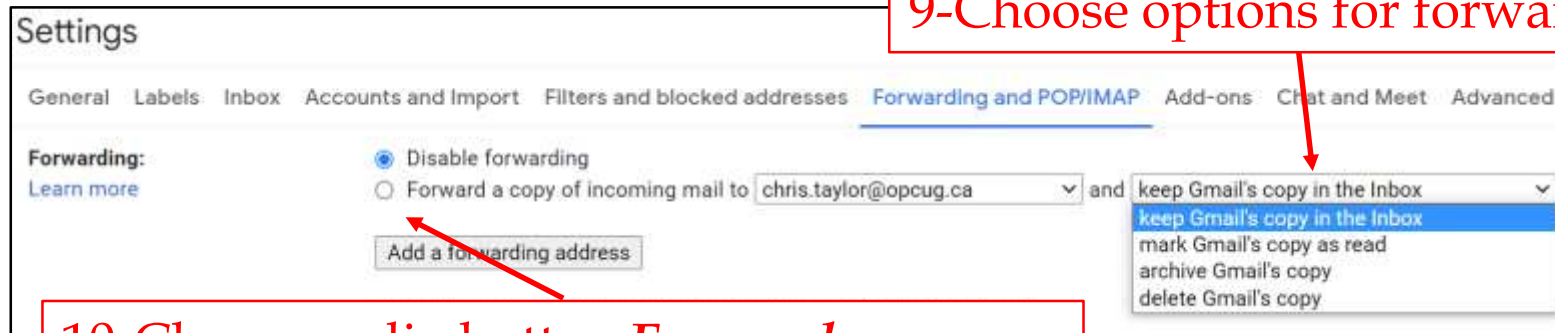 9-Choose options for
Settings
General Labels Inbox Accounts and Import Filters and blocked addresses Forwarding and POP/IMAP Add-ons Chat and Meet Advanced
Forwarding:
Disable forwarding
Learn more
Forward a copy of incoming mail to chris.taylor@opcug.ca and keep Gmail's copy in the Inbox
keep Gmail's copy in the Inbox
mark Gmail's copy as read
Add a forwarding address
archive Gmail's copy
delete Gmail's copy